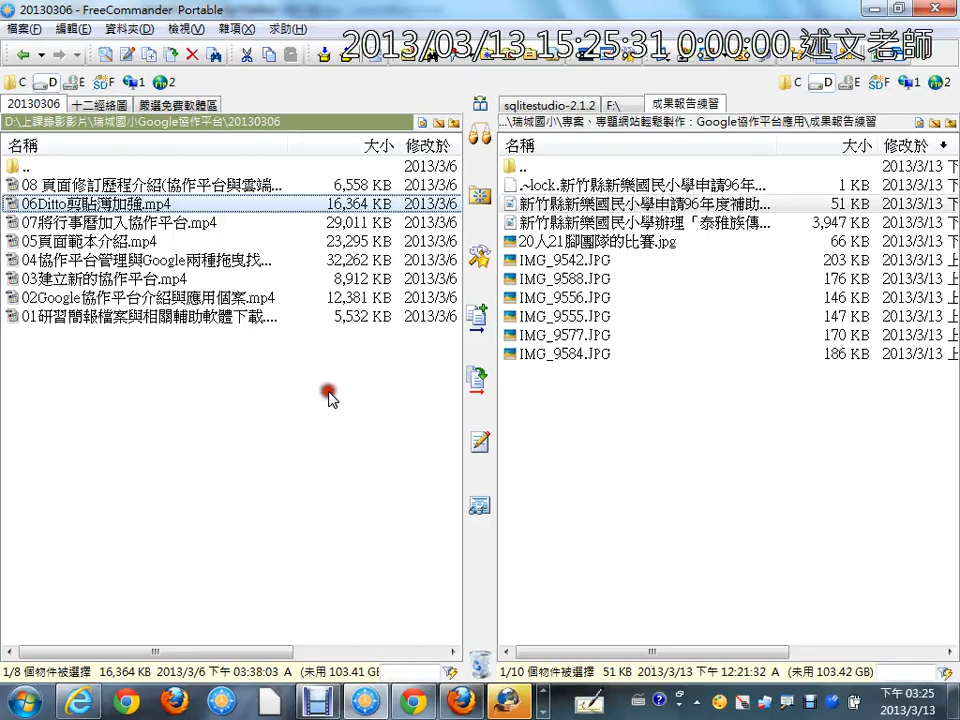 20130306 - FreeCommander Portable
檔案(F) 編輯(E) 資料夾(D) 檢視(V) 雜項(X) 求助(H)
2013/03/13 15:25:31 0:00:00 述文老師
C D E F 1 2
C D E F 1 2
20130306 十二經絡圖 嚴選免費軟體區
sqlitestudio-2.1.2 F:\ 成果報告練習
D:\上課錄影影片\瑞城國小Google協作平台\20130306
...\瑞城國小\專案、專題網站輕鬆製作：Google協作平台應用\成果報告練習
名稱 大小 修改於
.. 2013/3/6
08 頁面修訂歷程介紹(協作平台與雲端... 6,558 KB 2013/3/6
06Ditto剪貼簿加強.mp4 16,364 KB 2013/3/6
07將行事曆加入協作平台.mp4 29,011 KB 2013/3/6
05頁面範本介紹.mp4 23,295 KB 2013/3/6
04協作平台管理與Google兩種拖曳找... 32,262 KB 2013/3/6
03建立新的協作平台.mp4 8,912 KB 2013/3/6
02Google協作平台介紹與應用個案.mp4 12,381 KB 2013/3/6
01研習簡報檔案與相關輔助軟體下載.... 5,532 KB 2013/3/6
名稱 大小 修改於
.. 2013/3/13 下
.~lock.新竹縣新樂國民小學申請96年... 1 KB 2013/3/13 下
新竹縣新樂國民小學申請96年度補助... 51 KB 2013/3/13 下
新竹縣新樂國民小學辦理「泰雅族傳... 3,947 KB 2013/3/13 下
20人21腳團隊的比賽.jpg 66 KB 2013/3/13 下
IMG_9542.JPG 203 KB 2013/3/13 上
IMG_9588.JPG 176 KB 2013/3/13 上
IMG_9556.JPG 146 KB 2013/3/13 上
IMG_9555.JPG 147 KB 2013/3/13 上
IMG_9577.JPG 170 KB 2013/3/13 上
IMG_9584.JPG 186 KB 2013/3/13 上
1/8 個物件被選擇 16,364 KB 2013/3/6 下午 03:38:03 A (未用 103.41 GB
1/10 個物件被選擇 51 KB 2013/3/13 下午 12:21:32 A (未用 103.42 GB)
下午 03:25
2013/3/13